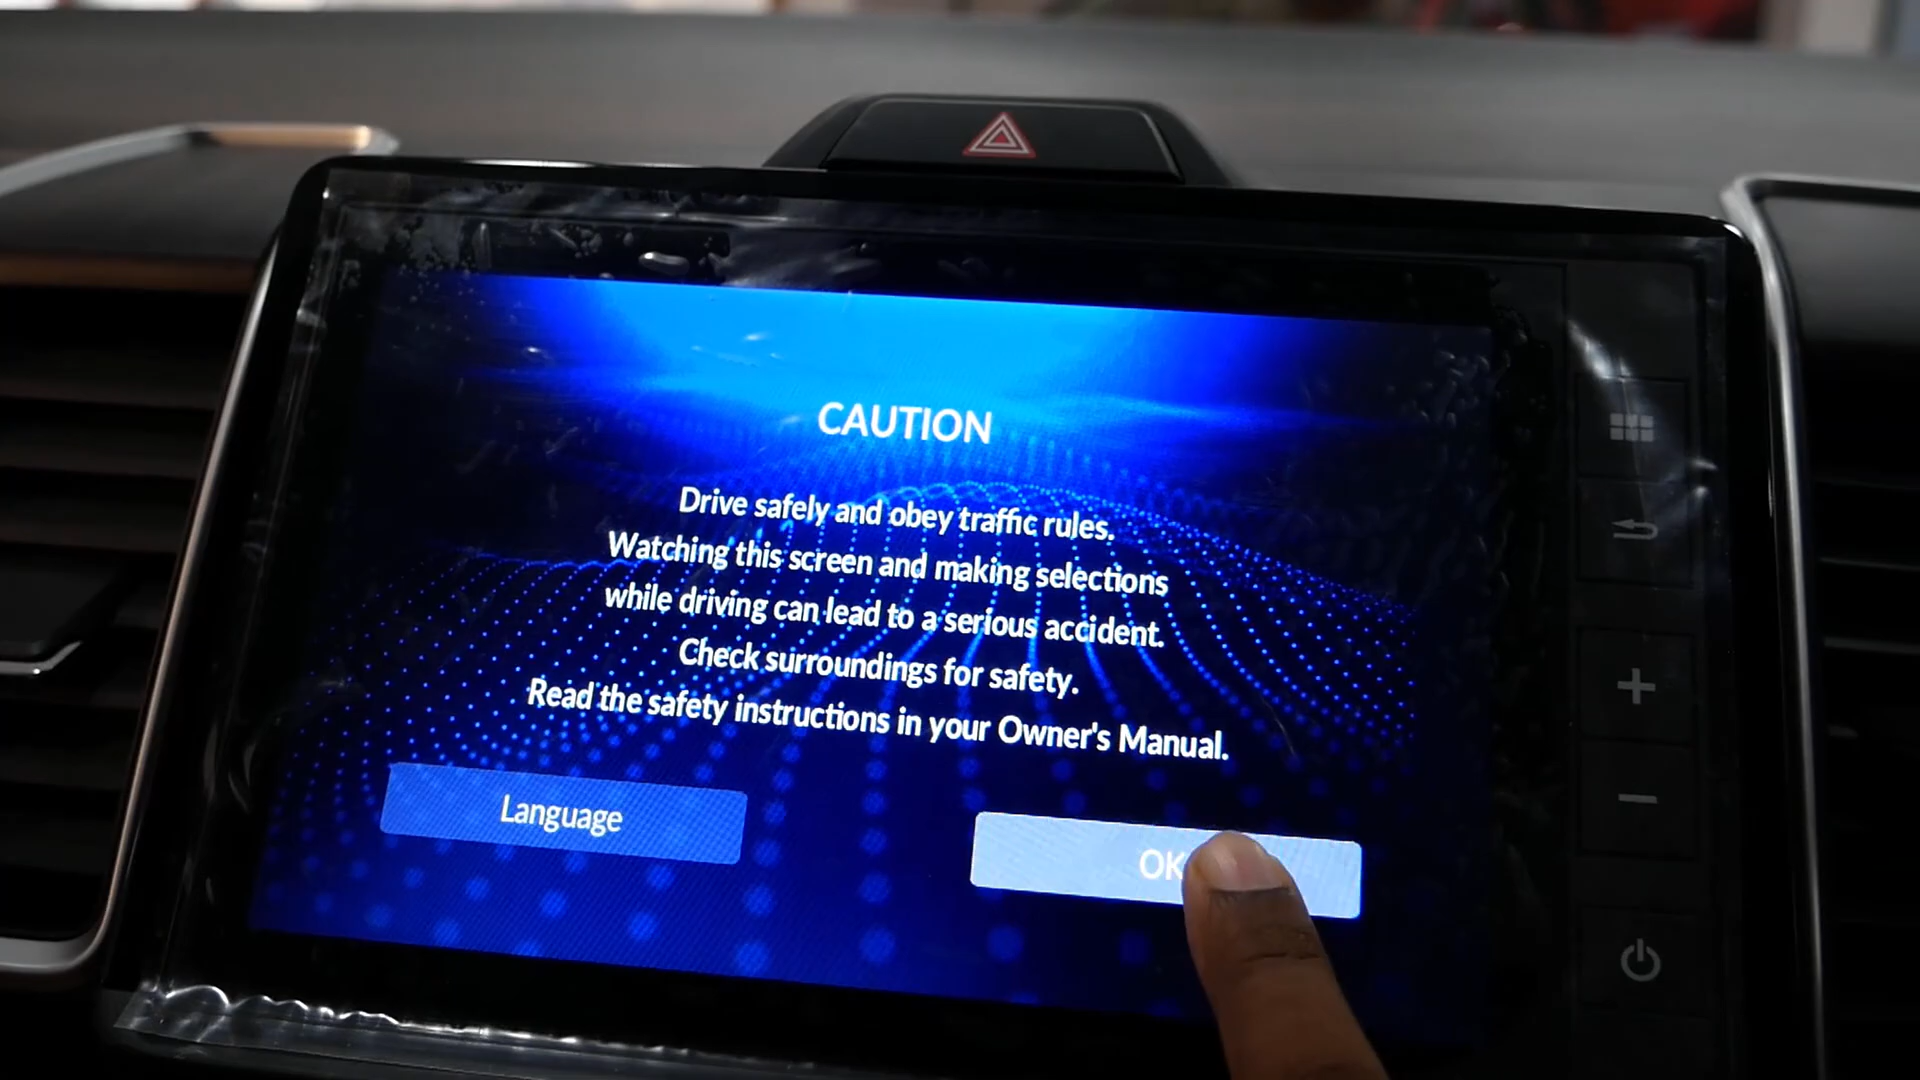 CAUTION
Drive safely and obey traffic rules.
Watching this screen and making selections
while driving can lead to a serious accident.
Check surroundings for safety.
Read the safety instructions in your Owner's Manual.
Language
OK